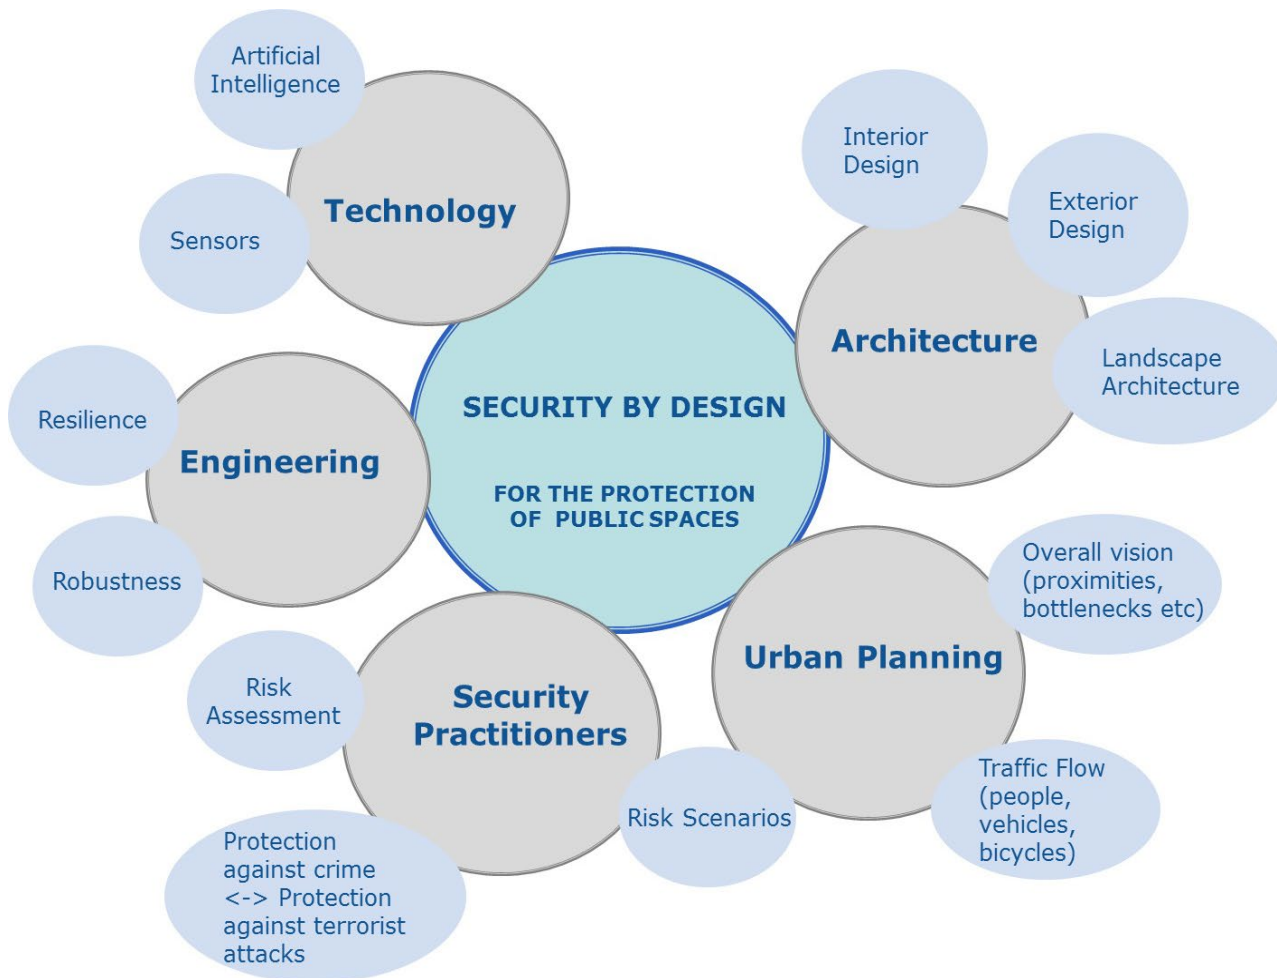 Artificial
Intelligence
Technology
Sensors
Interior
Design
Exterior
Design
Architecture
Landscape
Architecture
SECURITY BY DESIGN
FOR THE PROTECTION
OF PUBLIC SPACES
Resilience
Engineering
Robustness
Overall vision
(proximities,
bottlenecks etc)
Urban Planning
Traffic Flow
(people,
vehicles,
bicycles)
Security
Practitioners
Risk
Assessment
Risk Scenarios
Protection
against crime
<-> Protection
against terrorist
attacks